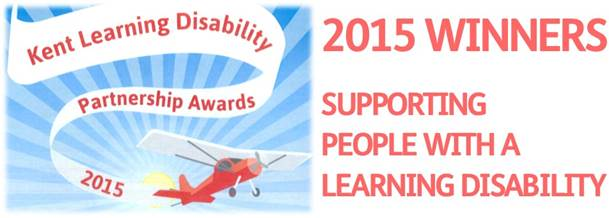 Kent Learning Disability
Partnership Awards
2015
2015 WINNERS
SUPPORTING
PEOPLE WITH A
LEARNING DISABILITY